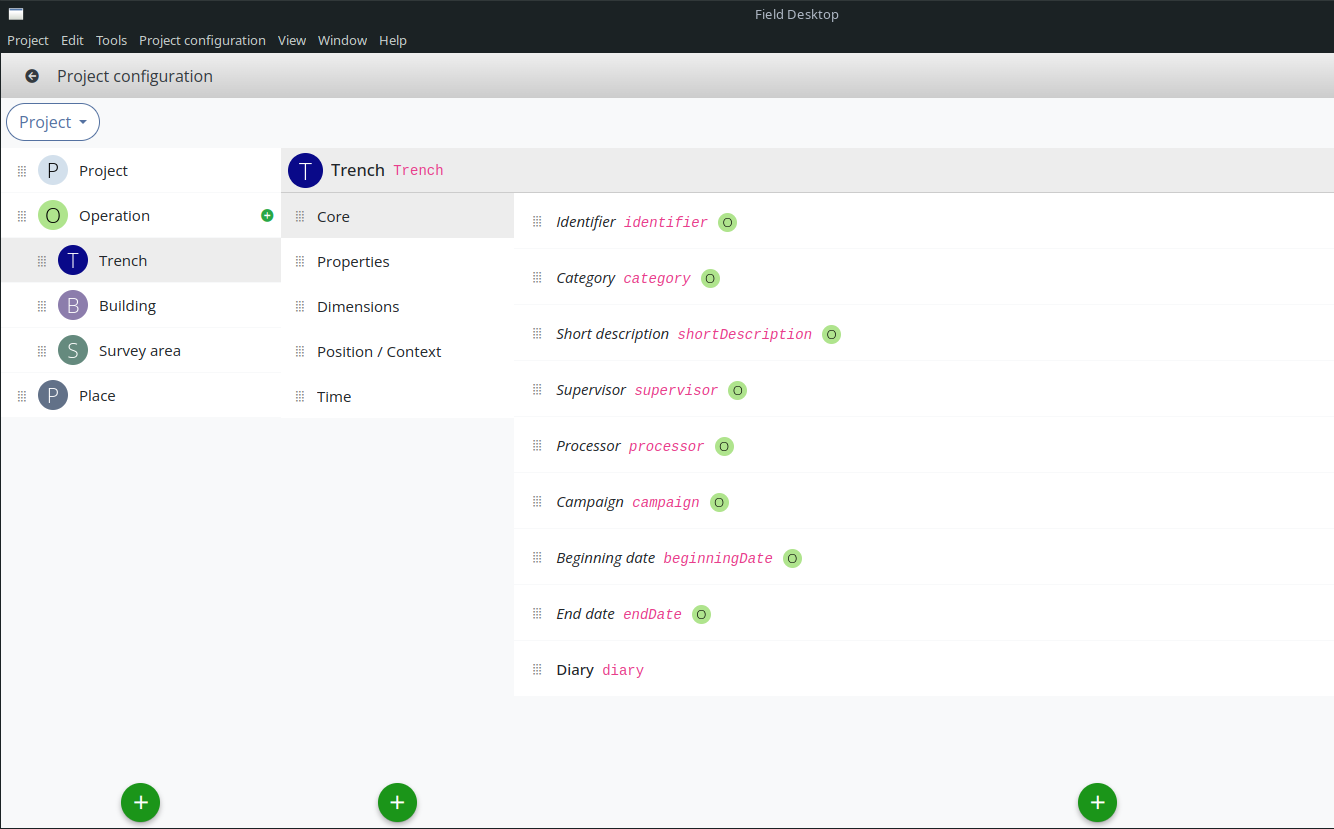 Field Desktop
Project Edit Tools Project configuration View Window Help
Project configuration
Project
P Project
O Operation
T Trench
B Building
S Survey area
P Place
T Trench Trench
Core
Properties
Dimensions
Position / Context
Time
Identifier identifier O
Category category O
Short description shortDescription O
Supervisor supervisor O
Processor processor O
Campaign campaign O
Beginning date beginningDate O
End date endDate O
Diary diary
+ + +